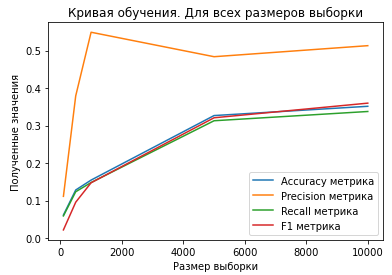 Кривая обучения. Для всех размеров выборки
Полученные значения
0.5
0.4
0.3
0.2
0.1
0.0
Accuracy метрика
Precision метрика
Recall метрика
F1 метрика
0 2000 4000 6000 8000 10000
Размер выборки